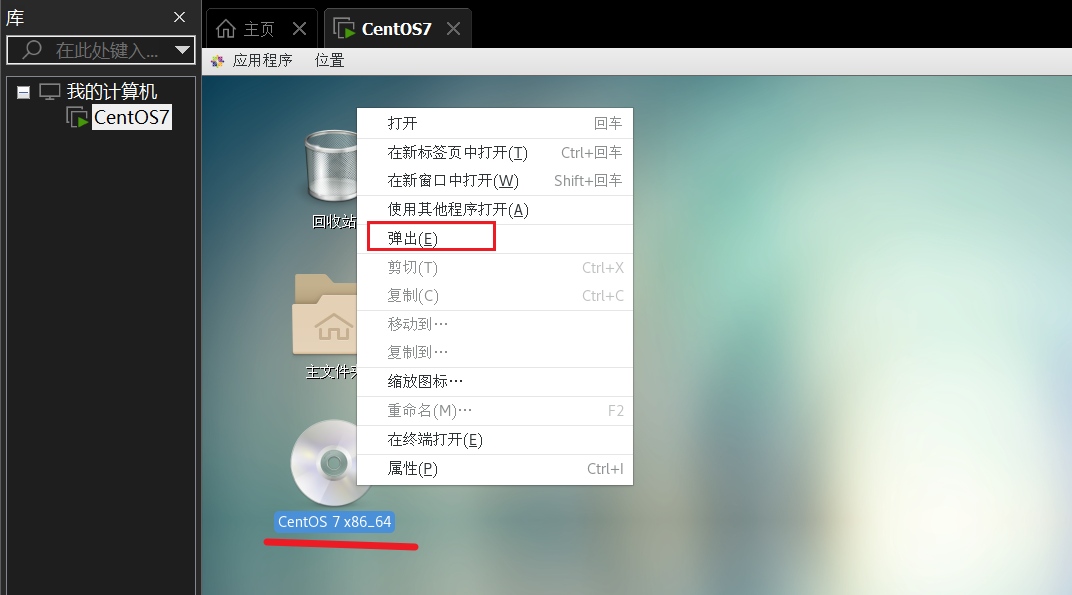 库
在此处键入...
我的计算机
CentOS7
主页
CentOS7
应用程序 位置
回收站
主文件夹
CentOS 7 x86_64
打开 回车
在新标签页中打开(T) Ctrl+回车
在新窗口中打开(W) Shift+回车
使用其他程序打开(A)
弹出(E)
剪切(T) Ctrl+X
复制(C) Ctrl+C
移动到…
复制到…
缩放图标…
重命名(M)… F2
在终端打开(E)
属性(P) Ctrl+I